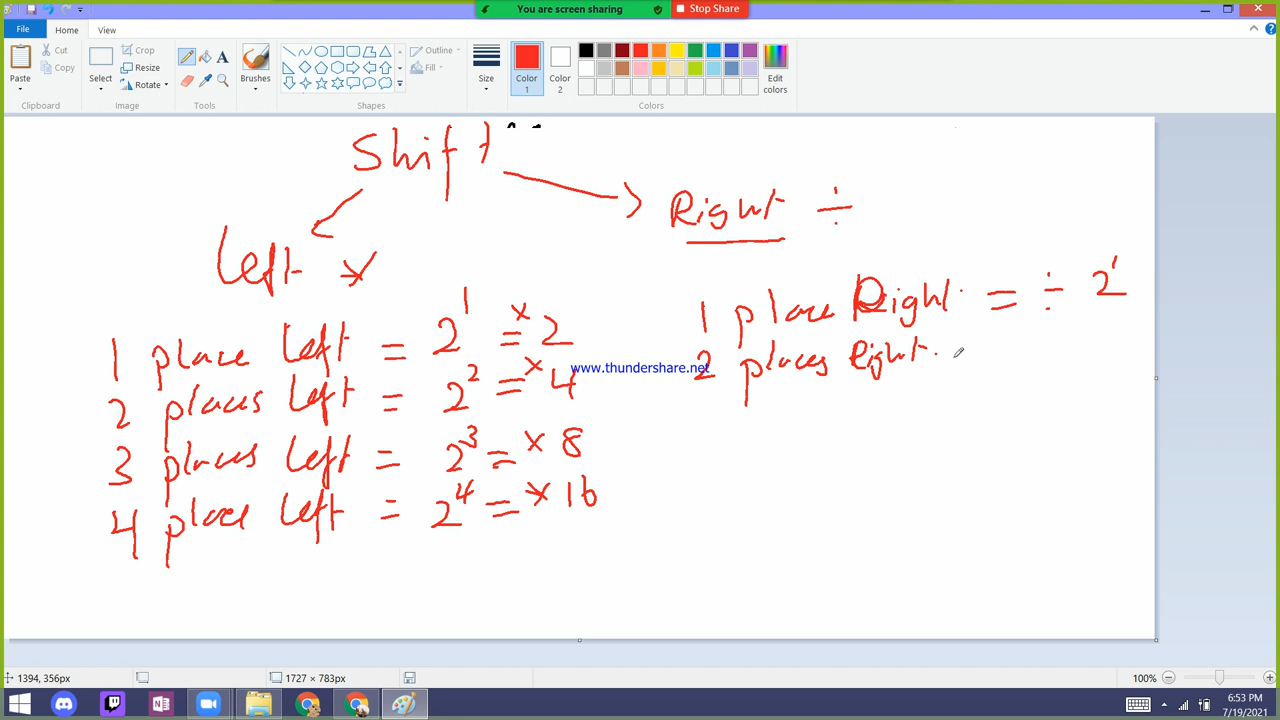 You are screen sharing
Stop Share
File
Home
View
Paste
Cut
Copy
Clipboard
Select
Crop
Resize
Rotate
Image
A
Tools
Brushes
Shapes
Outline
Fill
Size
Color 1
Color 2
Colors
Edit colors
Shift
Right ÷
Left ×
1 place left = 2¹ = ×2
2 places left = 2² = ×4
3 places left = 2³ = ×8
4 places left = 2⁴ = ×16
1 place Right = ÷ 2¹
2 places Right
www.thundershare.net
1394, 356px
1727 × 783px
100%
6:53 PM
7/19/2021